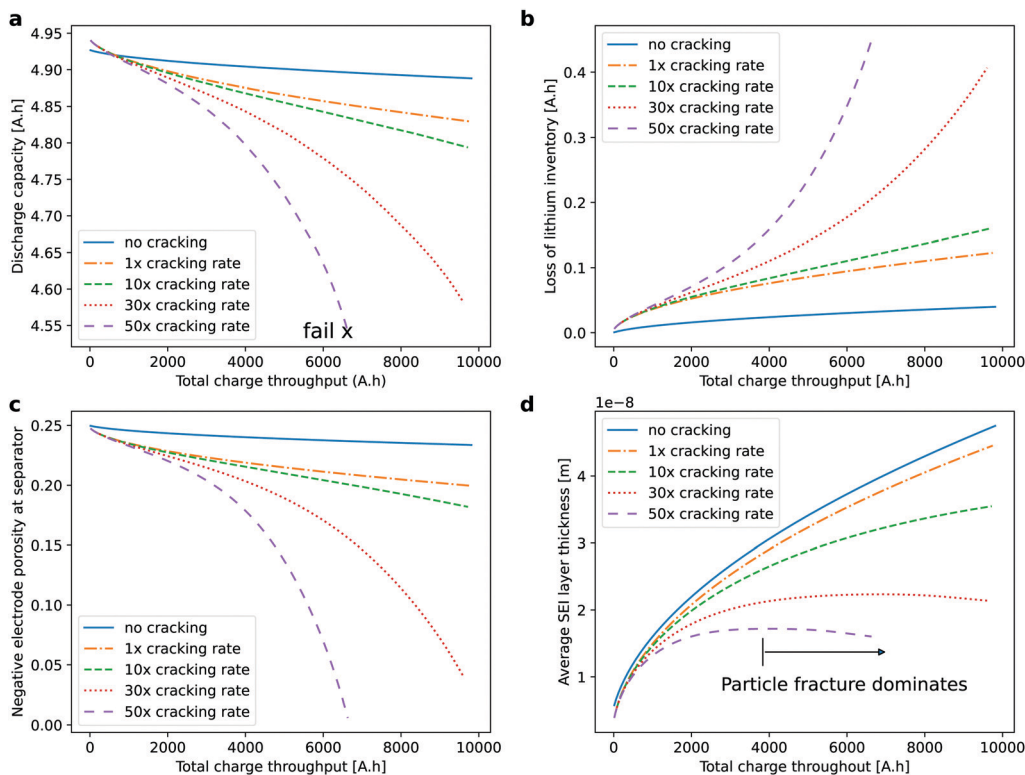 a
4.95
4.90
4.85
4.80
4.75
4.70
4.65
4.60
4.55
Discharge capacity [A.h]
no cracking
1x cracking rate
10x cracking rate
30x cracking rate
50x cracking rate
fail x
0
2000
4000
6000
8000
10000
Total charge throughput (A.h)
b
0.4
0.3
0.2
0.1
0.0
Loss of lithium inventory [A.h]
no cracking
1x cracking rate
10x cracking rate
30x cracking rate
50x cracking rate
0
2000
4000
6000
8000
10000
Total charge throughput [A.h]
c
0.25
0.20
0.25
0.10
0.05
0.00
Negative electrode porosity at separator
no cracking
1x cracking rate
10x cracking rate
30x cracking rate
50x cracking rate
0
2000
4000
6000
8000
10000
Total charge throughput [A.h]
d
1e−8
4
3
2
1
Average SEI layer thickness [m]
no cracking
1x cracking rate
10x cracking rate
30x cracking rate
50x cracking rate
Particle fracture dominates
0
2000
4000
6000
8000
10000
Total charge throughout [A.h]